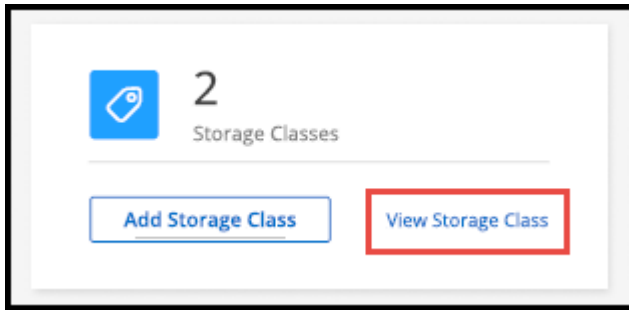 2
Storage Classes
Add Storage Class
View Storage Class